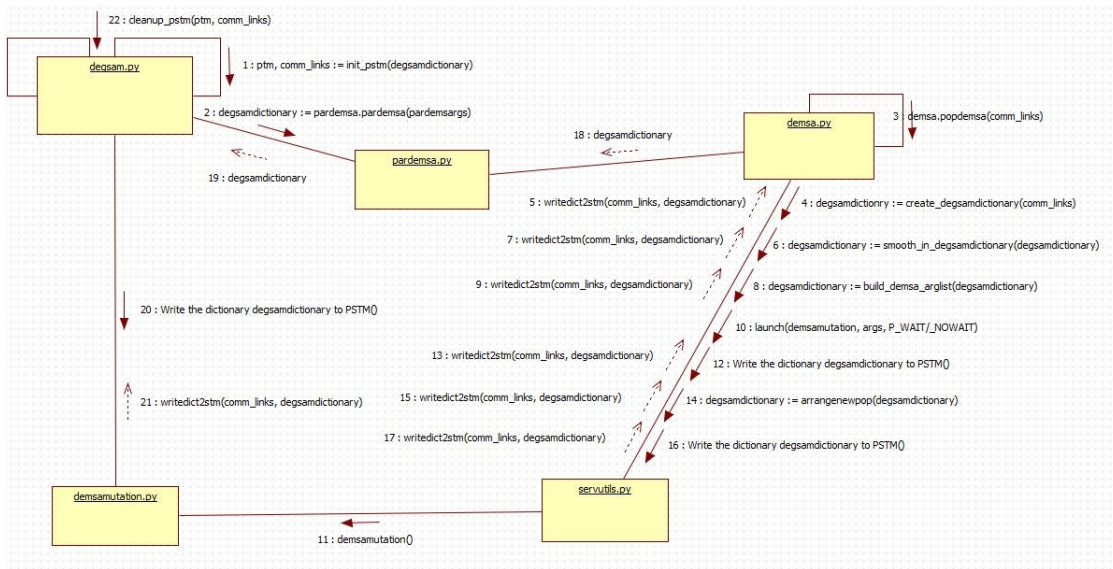 22 : cleanup_pstm(ptm, comm_links)
degsam.py
1 : ptm, comm_links := init_pstm(degsamdictionary)
2 : degsamdictionary := pardemsa.pardemsa(pardemsargs)
18 : degsamdictionary
demsa.py
3 : demsa.popdemsa(comm_links)
pardemsa.py
19 : degsamdictionary
5 : writedict2stm(comm_links, degsamdictionary)
4 : degsamdictionry := create_degsamdictionary(comm_links)
7 : writedict2stm(comm_links, degsamdictionary)
6 : degsamdictionary := smooth_in_degsamdictionary(degsamdictionary)
9 : writedict2stm(comm_links, degsamdictionary)
8 : degsamdictionary := build_demsa_arglist(degsamdictionary)
20 : Write the dictionary degsamdictionary to PSTM()
10 : launch(demsamutation, args, P_WAIT/_NOWAIT)
13 : writedict2stm(comm_links, degsamdictionary)
12 : Write the dictionary degsamdictionary to PSTM()
21 : writedict2stm(comm_links, degsamdictionary)
15 : writedict2stm(comm_links, degsamdictionary)
14 : degsamdictionary := arrangenewpop(degsamdictionary)
17 : writedict2stm(comm_links, degsamdictionary)
16 : Write the dictionary degsamdictionary to PSTM()
demsamutation.py
servutils.py
11 : demsamutation()